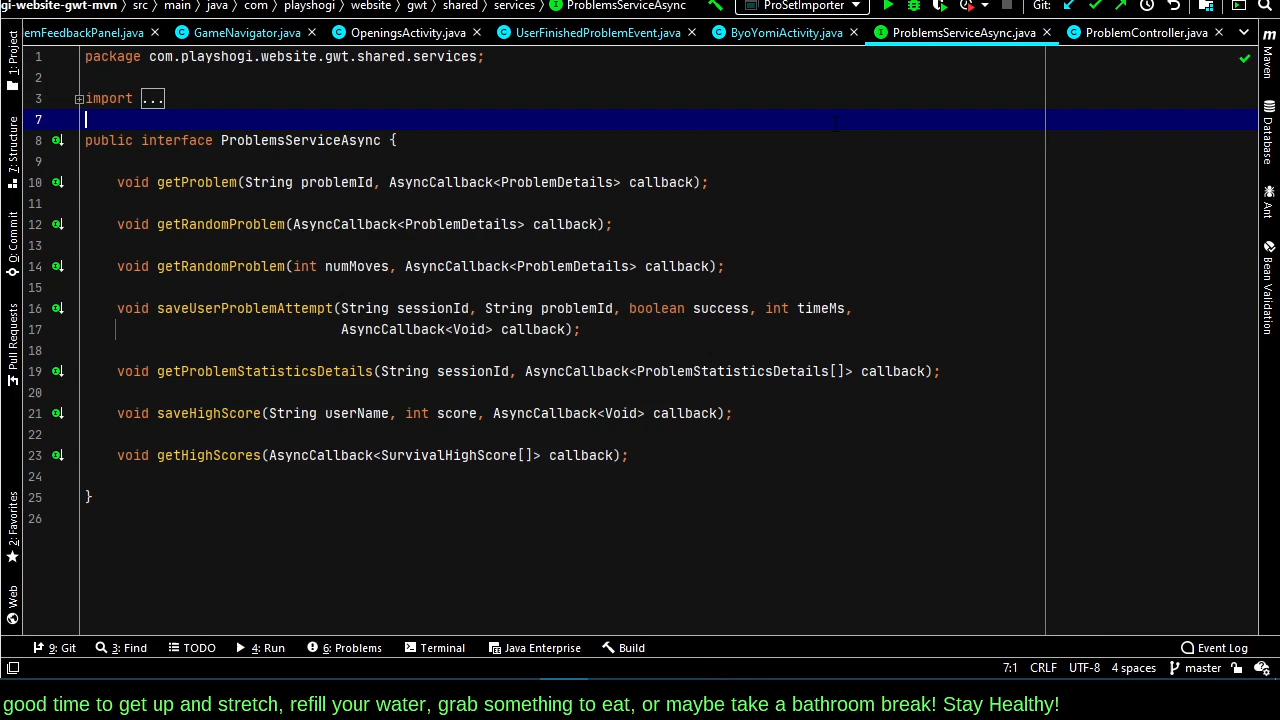 gi-website-gwt-mvn › src › main › java › com › playshogi › website › gwt › shared › services › ProblemsServiceAsync ProSetImporter Git:
emFeedbackPanel.java GameNavigator.java OpeningsActivity.java UserFinishedProblemEvent.java ByoYomiActivity.java ProblemsServiceAsync.java ProblemController.java
1 package com.playshogi.website.gwt.shared.services;
2
3 import ...
7
8 public interface ProblemsServiceAsync {
9
10 void getProblem(String problemId, AsyncCallback<ProblemDetails> callback);
11
12 void getRandomProblem(AsyncCallback<ProblemDetails> callback);
13
14 void getRandomProblem(int numMoves, AsyncCallback<ProblemDetails> callback);
15
16 void saveUserProblemAttempt(String sessionId, String problemId, boolean success, int timeMs,
17 AsyncCallback<Void> callback);
18
19 void getProblemStatisticsDetails(String sessionId, AsyncCallback<ProblemStatisticsDetails[]> callback);
20
21 void saveHighScore(String userName, int score, AsyncCallback<Void> callback);
22
23 void getHighScores(AsyncCallback<SurvivalHighScore[]> callback);
24
25 }
26
1: Project
7: Structure
0: Commit
Pull Requests
2: Favorites
Web
Maven
Database
Ant
Bean Validation
9: Git 3: Find TODO 4: Run 6: Problems Terminal Java Enterprise Build Event Log
7:1 CRLF UTF-8 4 spaces master
good time to get up and stretch, refill your water, grab something to eat, or maybe take a bathroom break! Stay Healthy!